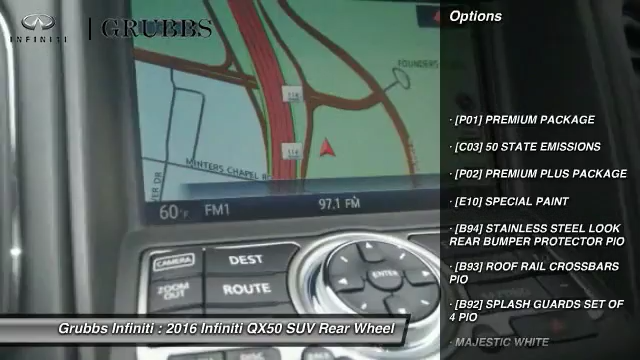 INFINITI
GRUBBS
Options
FOUNDERS
MINTERS CHAPEL R
VER DR
60°F FM1 97.1 FM
CAMERA
DEST
ZOOM OUT
ROUTE
ENTER
· [P01] PREMIUM PACKAGE
· [C03] 50 STATE EMISSIONS
· [P02] PREMIUM PLUS PACKAGE
· [E10] SPECIAL PAINT
· [B94] STAINLESS STEEL LOOK
REAR BUMPER PROTECTOR PIO
· [B93] ROOF RAIL CROSSBARS
PIO
· [B92] SPLASH GUARDS SET OF
4 PIO
· MAJESTIC WHITE
Grubbs Infiniti : 2016 Infiniti QX50 SUV Rear Wheel